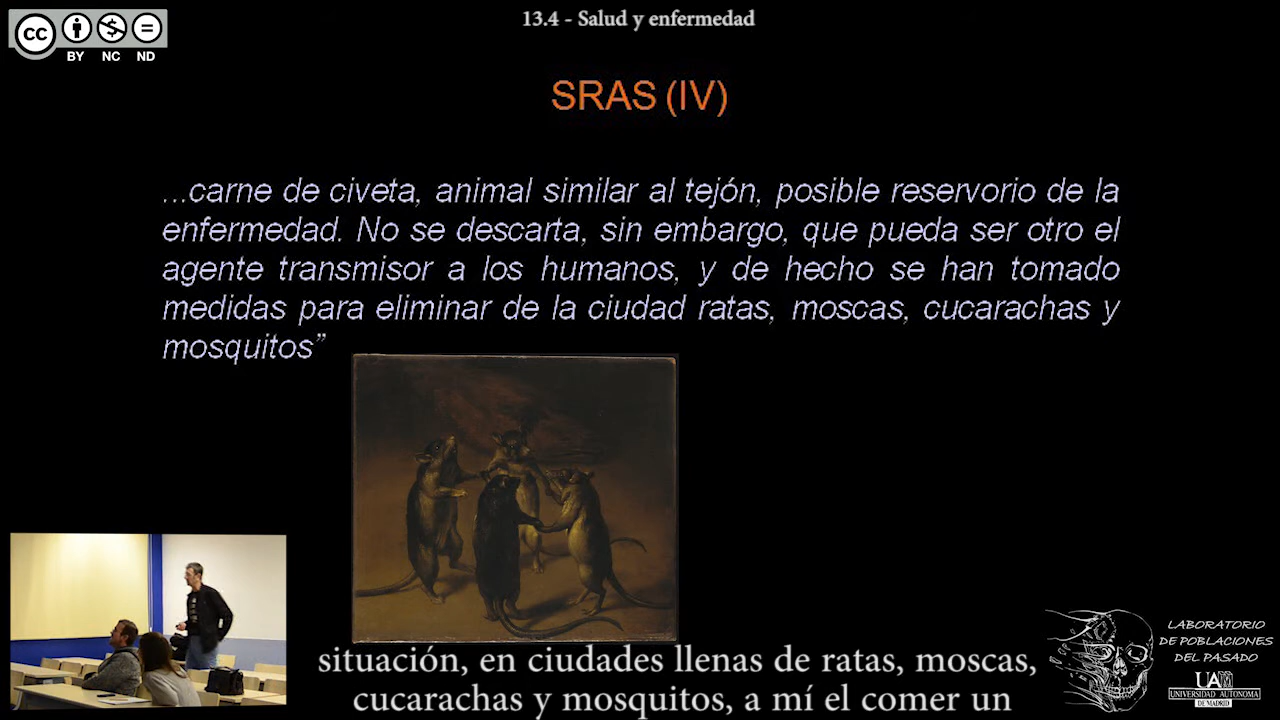 13.4 - Salud y enfermedad
cc
BY NC ND
SRAS (IV)
...carne de civeta, animal similar al tejón, posible reservorio de la
enfermedad. No se descarta, sin embargo, que pueda ser otro el
agente transmisor a los humanos, y de hecho se han tomado
medidas para eliminar de la ciudad ratas, moscas, cucarachas y
mosquitos”
situación, en ciudades llenas de ratas, moscas,
cucarachas y mosquitos, a mí el comer un
LABORATORIO
DE POBLACIONES
DEL PASADO
UAM
UNIVERSIDAD AUTONOMA
DE MADRID